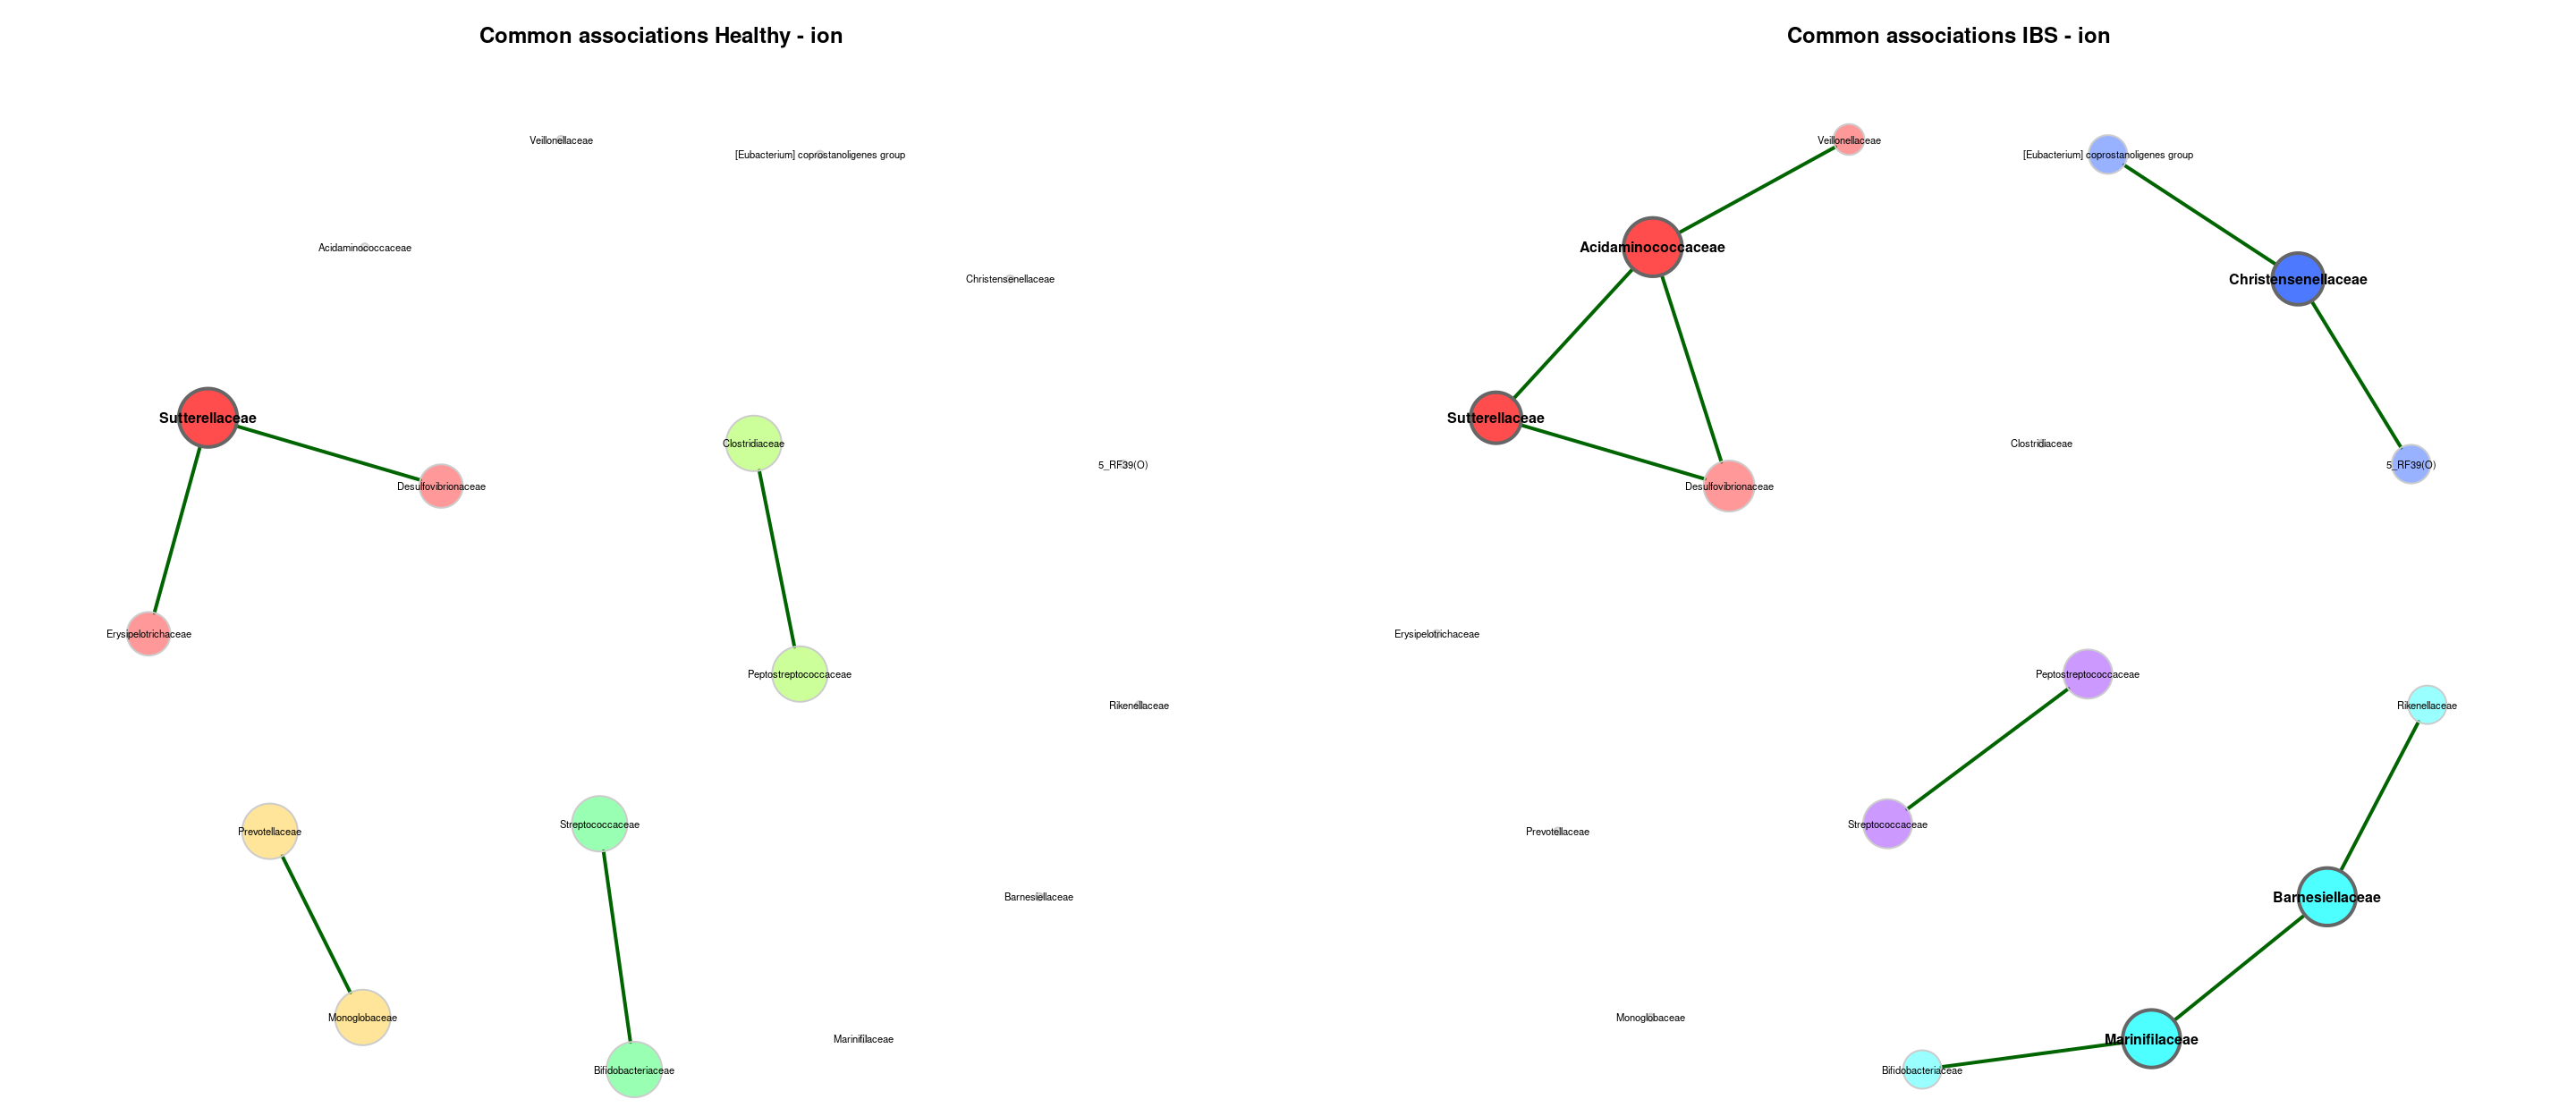 Common associations Healthy - ion
Veillonellaceae
[Eubacterium] coprostanoligenes group
Acidaminococcaceae
Christensenellaceae
Sutterellaceae
Clostridiaceae
5_RF39(O)
Desulfovibrionaceae
Erysipelotrichaceae
Peptostreptococcaceae
Rikenellaceae
Streptococcaceae
Prevotellaceae
Barnesiellaceae
Monoglobaceae
Marinifilaceae
Bifidobacteriaceae
Common associations IBS - ion
Veillonellaceae
[Eubacterium] coprostanoligenes group
Acidaminococcaceae
Christensenellaceae
Sutterellaceae
Clostridiaceae
5_RF39(O)
Desulfovibrionaceae
Erysipelotrichaceae
Peptostreptococcaceae
Rikenellaceae
Streptococcaceae
Prevotellaceae
Barnesiellaceae
Monoglobaceae
Marinifilaceae
Bifidobacteriaceae